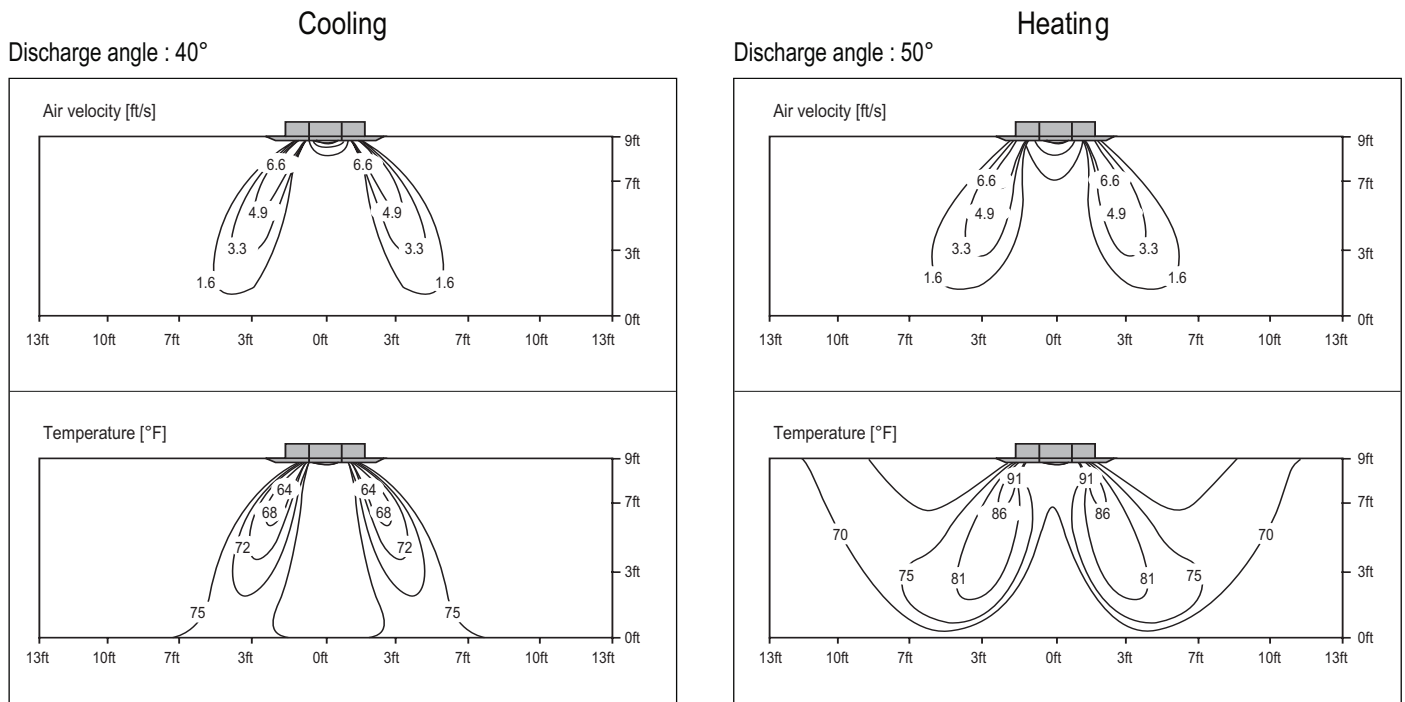 Cooling
Discharge angle : 40°
Air velocity [ft/s]
9ft
6.6 6.6
7ft
4.9 4.9
3.3 3.3
3ft
1.6 1.6
0ft
13ft 10ft 7ft 3ft 0ft 3ft 7ft 10ft 13ft
Temperature [°F]
9ft
64 64
7ft
68 68
72 72
3ft
75 75
0ft
13ft 10ft 7ft 3ft 0ft 3ft 7ft 10ft 13ft
Heating
Discharge angle : 50°
Air velocity [ft/s]
9ft
6.6 6.6
7ft
4.9 4.9
3.3 3.3
3ft
1.6 1.6
0ft
13ft 10ft 7ft 3ft 0ft 3ft 7ft 10ft 13ft
Temperature [°F]
9ft
91 91
7ft
86 86
70 70
75 81 81 75
3ft
0ft
13ft 10ft 7ft 3ft 0ft 3ft 7ft 10ft 13ft